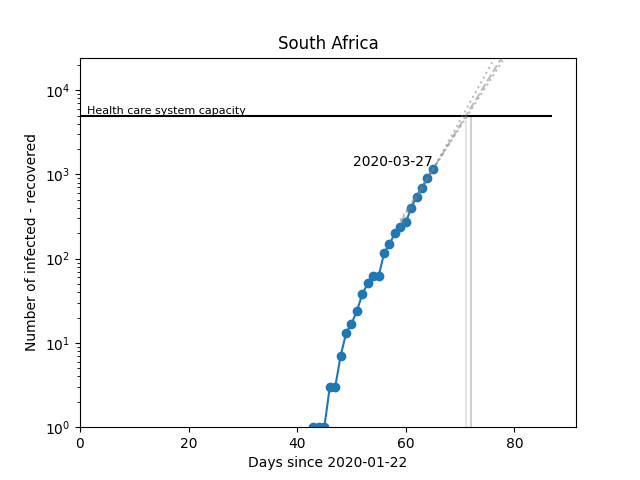 South Africa
Number of infected - recovered
10^4
10^3
10^2
10^1
10^0
Health care system capacity
2020-03-27
0 20 40 60 80
Days since 2020-01-22